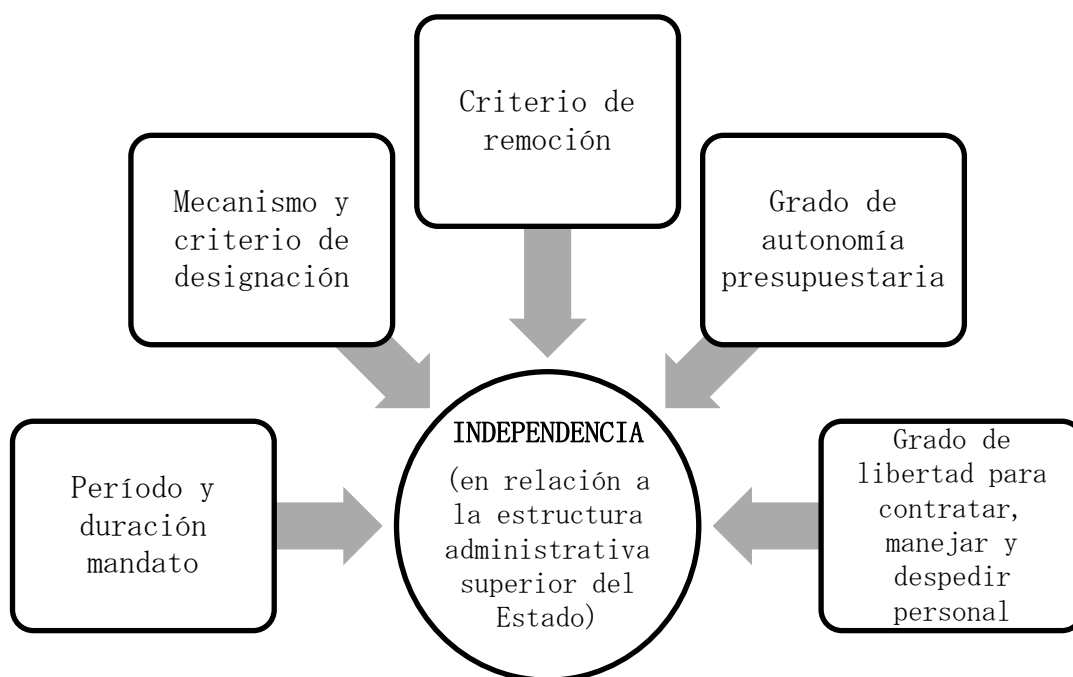 Criterio de
remoción
Mecanismo y
criterio de
designación
Grado de
autonomía
presupuestaria
Período y
duración
mandato
INDEPENDENCIA
(en relación a
la estructura
administrativa
superior del
Estado)
Grado de
libertad para
contratar,
manejar y
despedir
personal